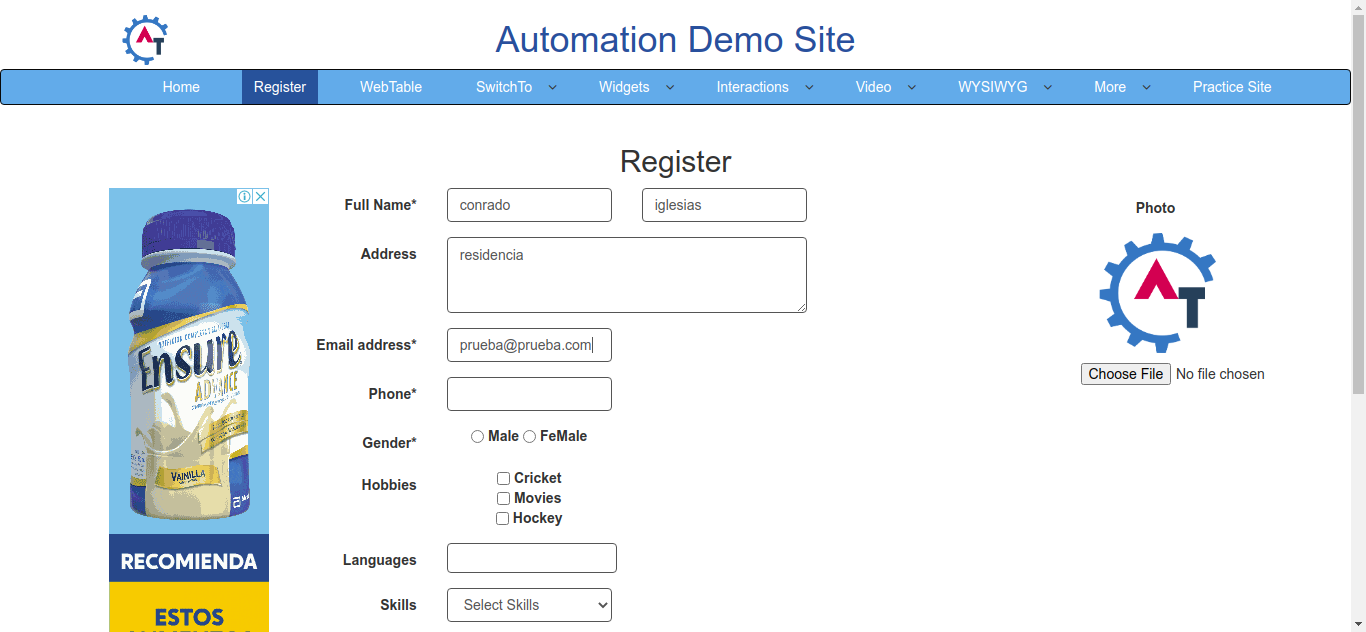 AT
Automation Demo Site
Home Register WebTable SwitchTo Widgets Interactions Video WYSIWYG More Practice Site
Register
Full Name* conrado iglesias
Photo
Address residencia
AT
Email address* prueba@prueba.com
Choose File No file chosen
Phone*
Gender* Male FeMale
Hobbies Cricket
Movies
Hockey
Languages
Skills Select Skills
Ensure
ADVANCE
VAINILLA
RECOMIENDA
ESTOS